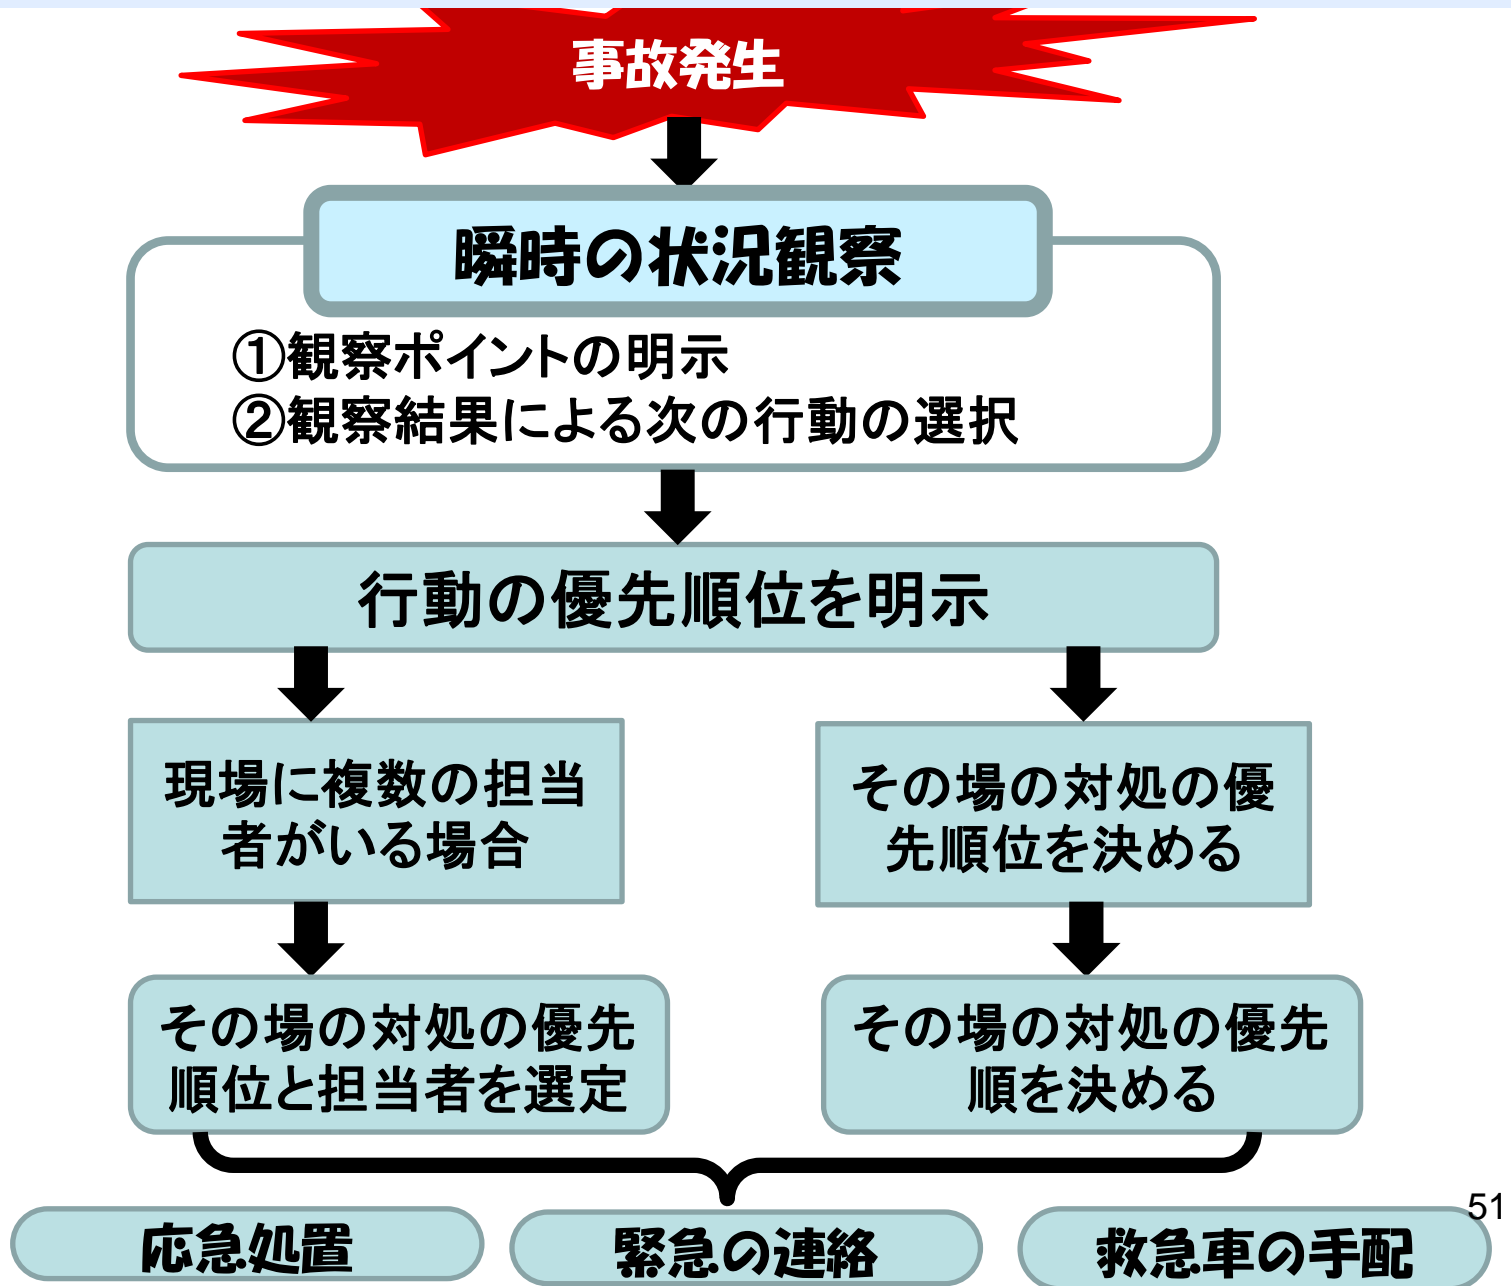 事故発生
瞬時の状況観察
①観察ポイントの明示
②観察結果による次の行動の選択
行動の優先順位を明示
現場に複数の担当
者がいる場合
その場の対処の優
先順位を決める
その場の対処の優先
順位と担当者を選定
その場の対処の優先
順を決める
応急処置
緊急の連絡
救急車の手配
51